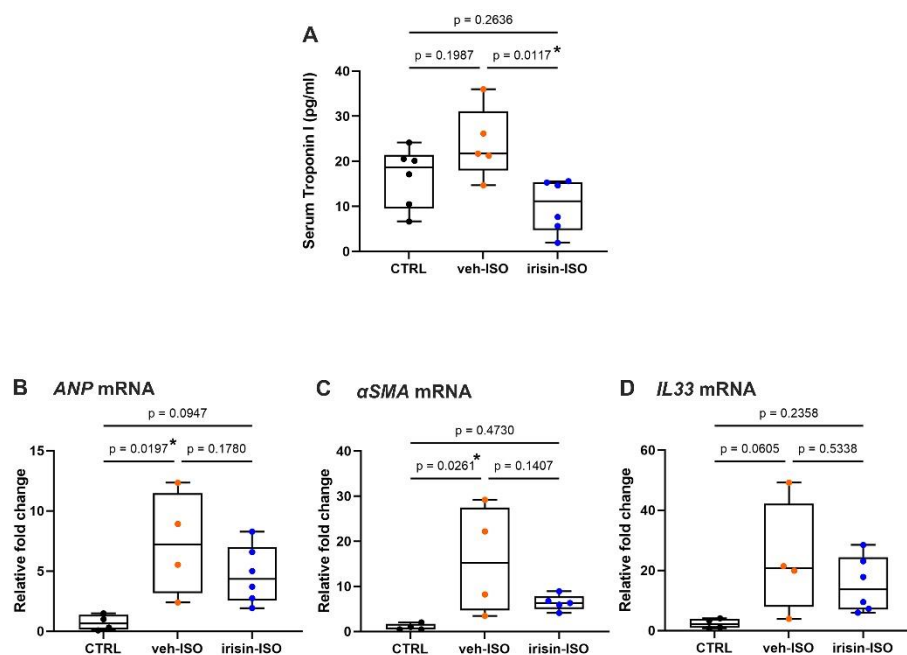 A
p = 0.2636
p = 0.1987 p = 0.0117 *
Serum Troponin I (pg/ml)
40
30
20
10
0
CTRL veh-ISO irisin-ISO
B ANP mRNA
p = 0.0947
p = 0.0197 * p = 0.1780
Relative fold change
15
10
5
0
CTRL veh-ISO irisin-ISO
C αSMA mRNA
p = 0.4730
p = 0.0261 * p = 0.1407
Relative fold change
40
30
20
10
0
CTRL veh-ISO irisin-ISO
D IL33 mRNA
p = 0.2358
p = 0.0605 p = 0.5338
Relative fold change
60
40
20
0
CTRL veh-ISO irisin-ISO